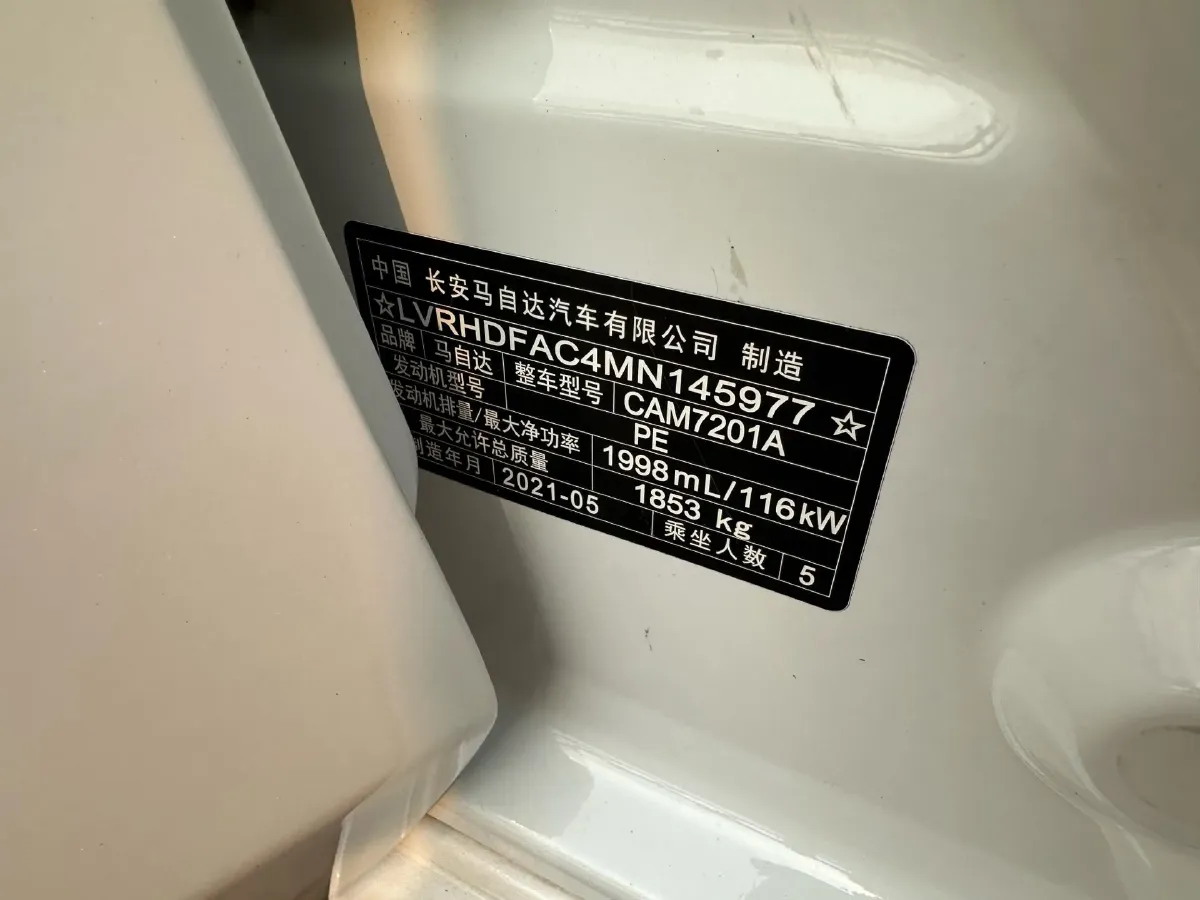 中国 长安马自达汽车有限公司 制造
☆LVRHDFAC4MN145977☆
品牌 马自达 整车型号 CAM7201A
发动机型号 PE
发动机排量/最大净功率 1998mL/116kW
最大允许总质量 1853 kg
制造年月 2021-05 乘坐人数 5